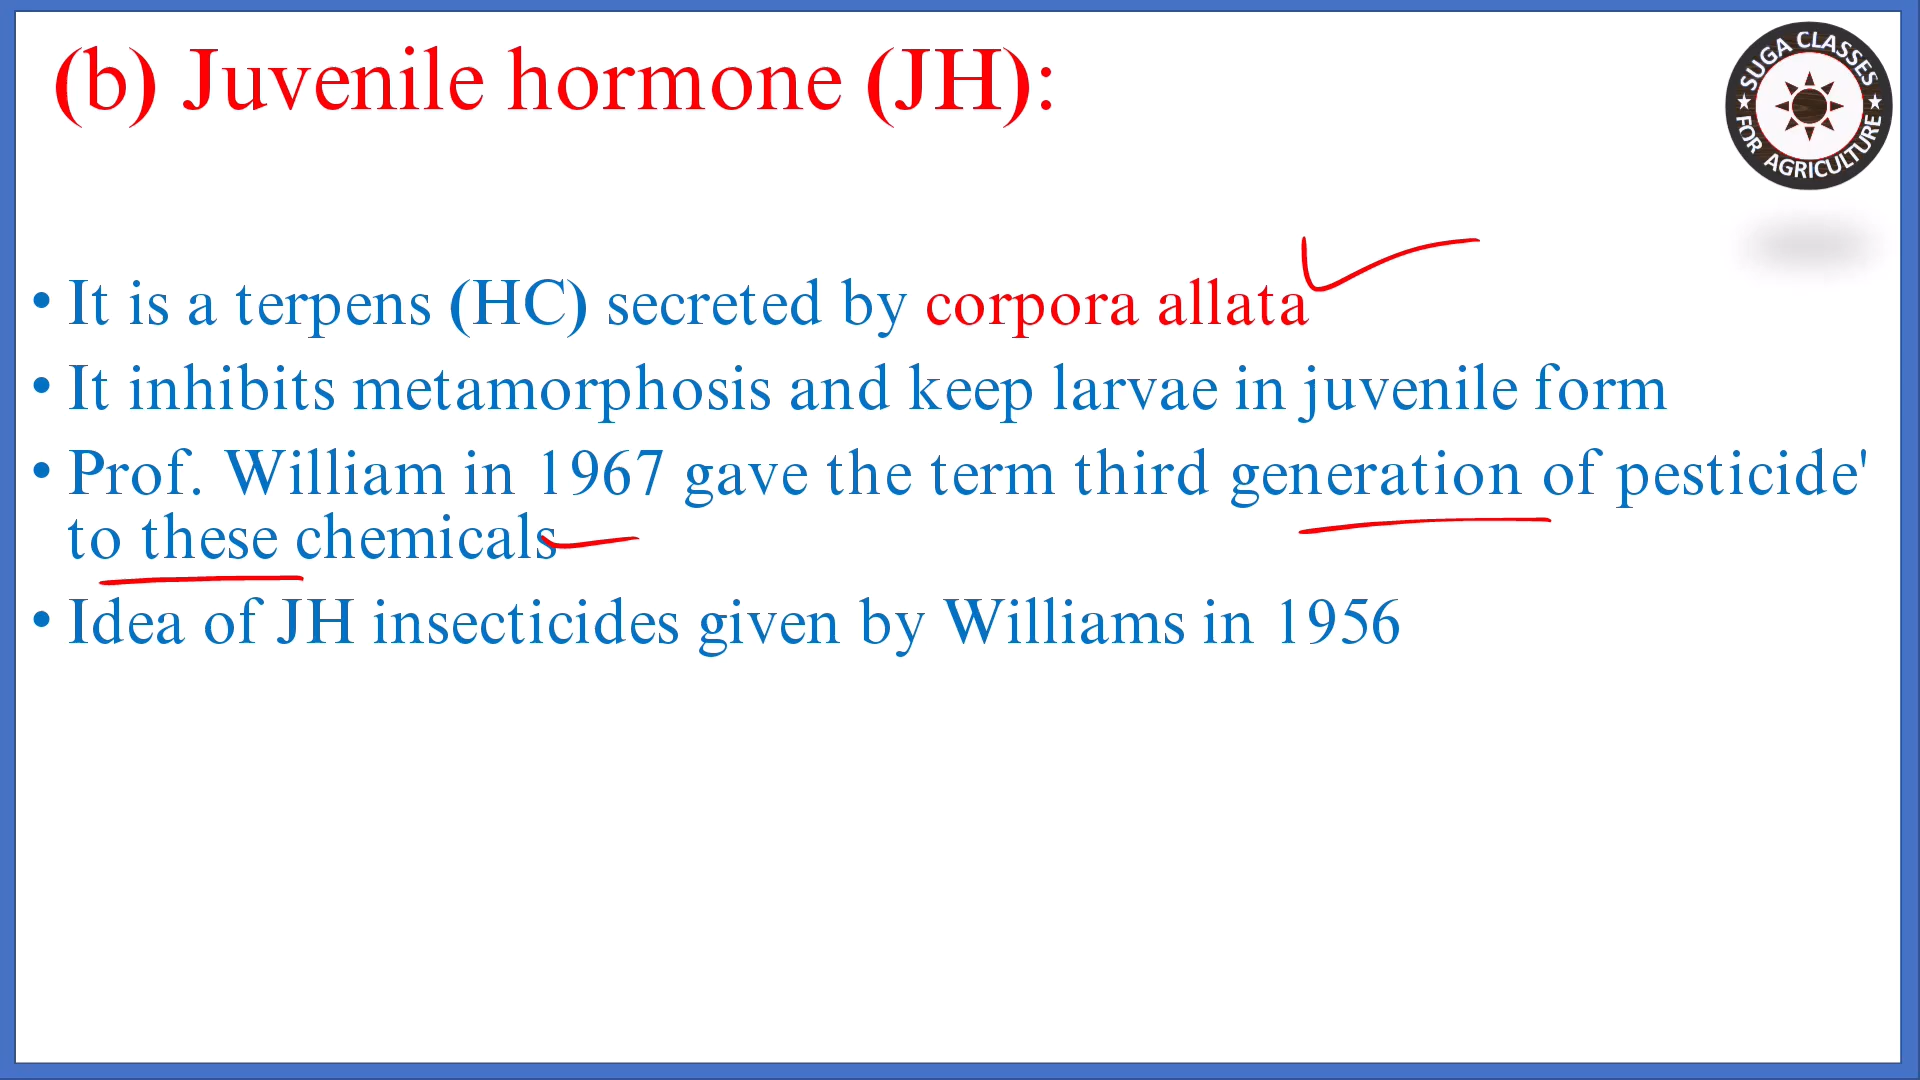 (b) Juvenile hormone (JH):
SUGA CLASSES
FOR AGRICULTURE
• It is a terpens (HC) secreted by corpora allata
• It inhibits metamorphosis and keep larvae in juvenile form
• Prof. William in 1967 gave the term third generation of pesticide'
to these chemicals
• Idea of JH insecticides given by Williams in 1956